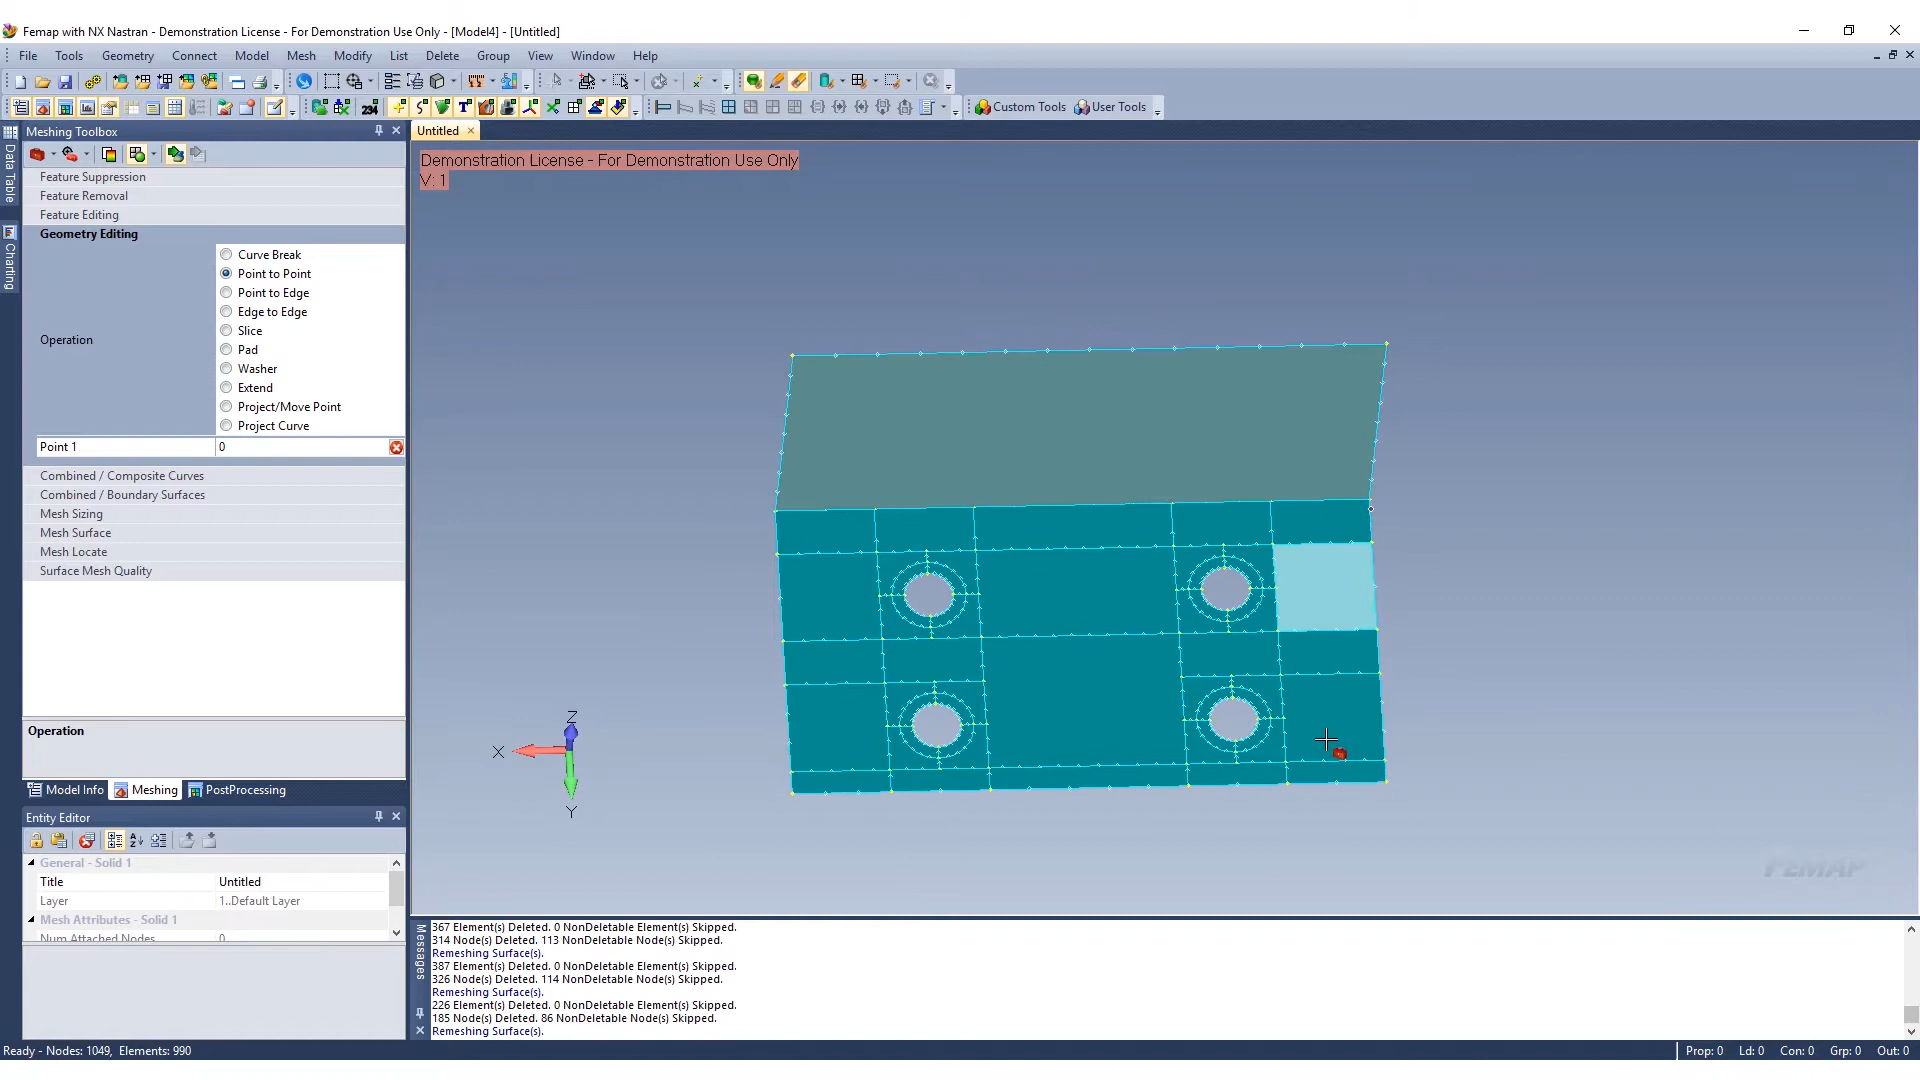 Femap with NX Nastran - Demonstration License - For Demonstration Use Only - [Model4] - [Untitled]
File Tools Geometry Connect Model Mesh Modify List Delete Group View Window Help
234 Custom Tools User Tools
Meshing Toolbox
Untitled
Data Table
Charting
Feature Suppression
Feature Removal
Feature Editing
Geometry Editing
Operation
Curve Break
Point to Point
Point to Edge
Edge to Edge
Slice
Pad
Washer
Extend
Project/Move Point
Project Curve
Point 1 0
Combined / Composite Curves
Combined / Boundary Surfaces
Mesh Sizing
Mesh Surface
Mesh Locate
Surface Mesh Quality
Operation
Model Info Meshing PostProcessing
Entity Editor
General - Solid 1
Title Untitled
Layer 1..Default Layer
Mesh Attributes - Solid 1
Num Attached Nodes 0
Demonstration License - For Demonstration Use Only
V: 1
Z
X
Y
FEMAP
Messages
367 Element(s) Deleted. 0 NonDeletable Element(s) Skipped.
314 Node(s) Deleted. 113 NonDeletable Node(s) Skipped.
Remeshing Surface(s).
387 Element(s) Deleted. 0 NonDeletable Element(s) Skipped.
326 Node(s) Deleted. 114 NonDeletable Node(s) Skipped.
Remeshing Surface(s).
226 Element(s) Deleted. 0 NonDeletable Element(s) Skipped.
185 Node(s) Deleted. 86 NonDeletable Node(s) Skipped.
Remeshing Surface(s).
Ready - Nodes: 1049, Elements: 990
Prop: 0 Ld: 0 Con: 0 Grp: 0 Out: 0